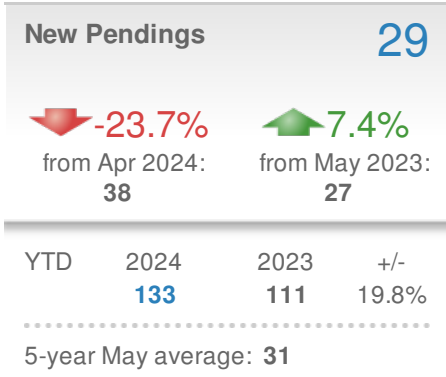 New Pendings 29
-23.7% 7.4%
from Apr 2024: from May 2023:
38 27
YTD 2024 2023 +/-
133 111 19.8%
5-year May average: 31